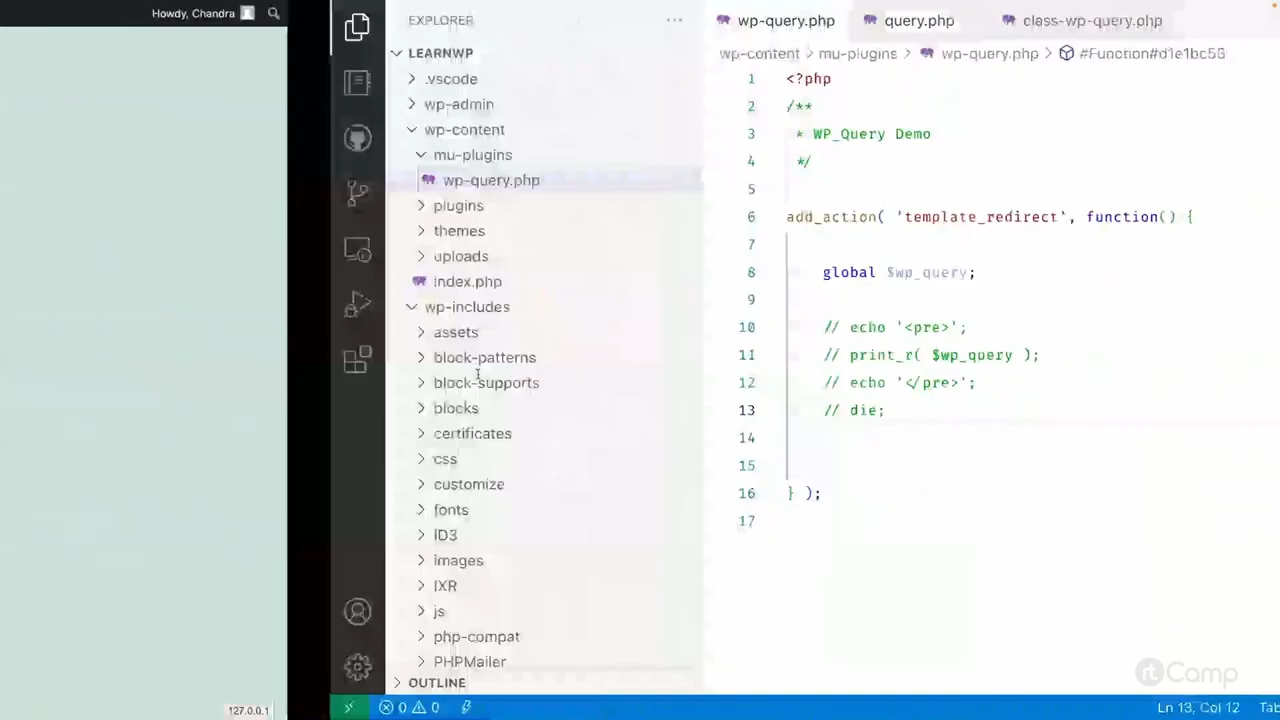 Howdy, Chandra
127.0.0.1
EXPLORER
LEARNWP
.vscode
wp-admin
wp-content
mu-plugins
wp-query.php
plugins
themes
uploads
index.php
wp-includes
assets
block-patterns
block-supports
blocks
certificates
css
customize
fonts
ID3
images
IXR
js
php-compat
PHPMailer
OUTLINE
wp-query.php query.php class-wp-query.php
wp-content > mu-plugins > wp-query.php > #Function#d1e1bc56
1 <?php
2 /**
3 * WP_Query Demo
4 */
5
6 add_action( 'template_redirect', function() {
7
8 global $wp_query;
9
10 // echo '<pre>';
11 // print_r( $wp_query );
12 // echo '</pre>';
13 // die;
14
15
16 } );
17
rtCamp
0 0
Ln 13, Col 12 Tab